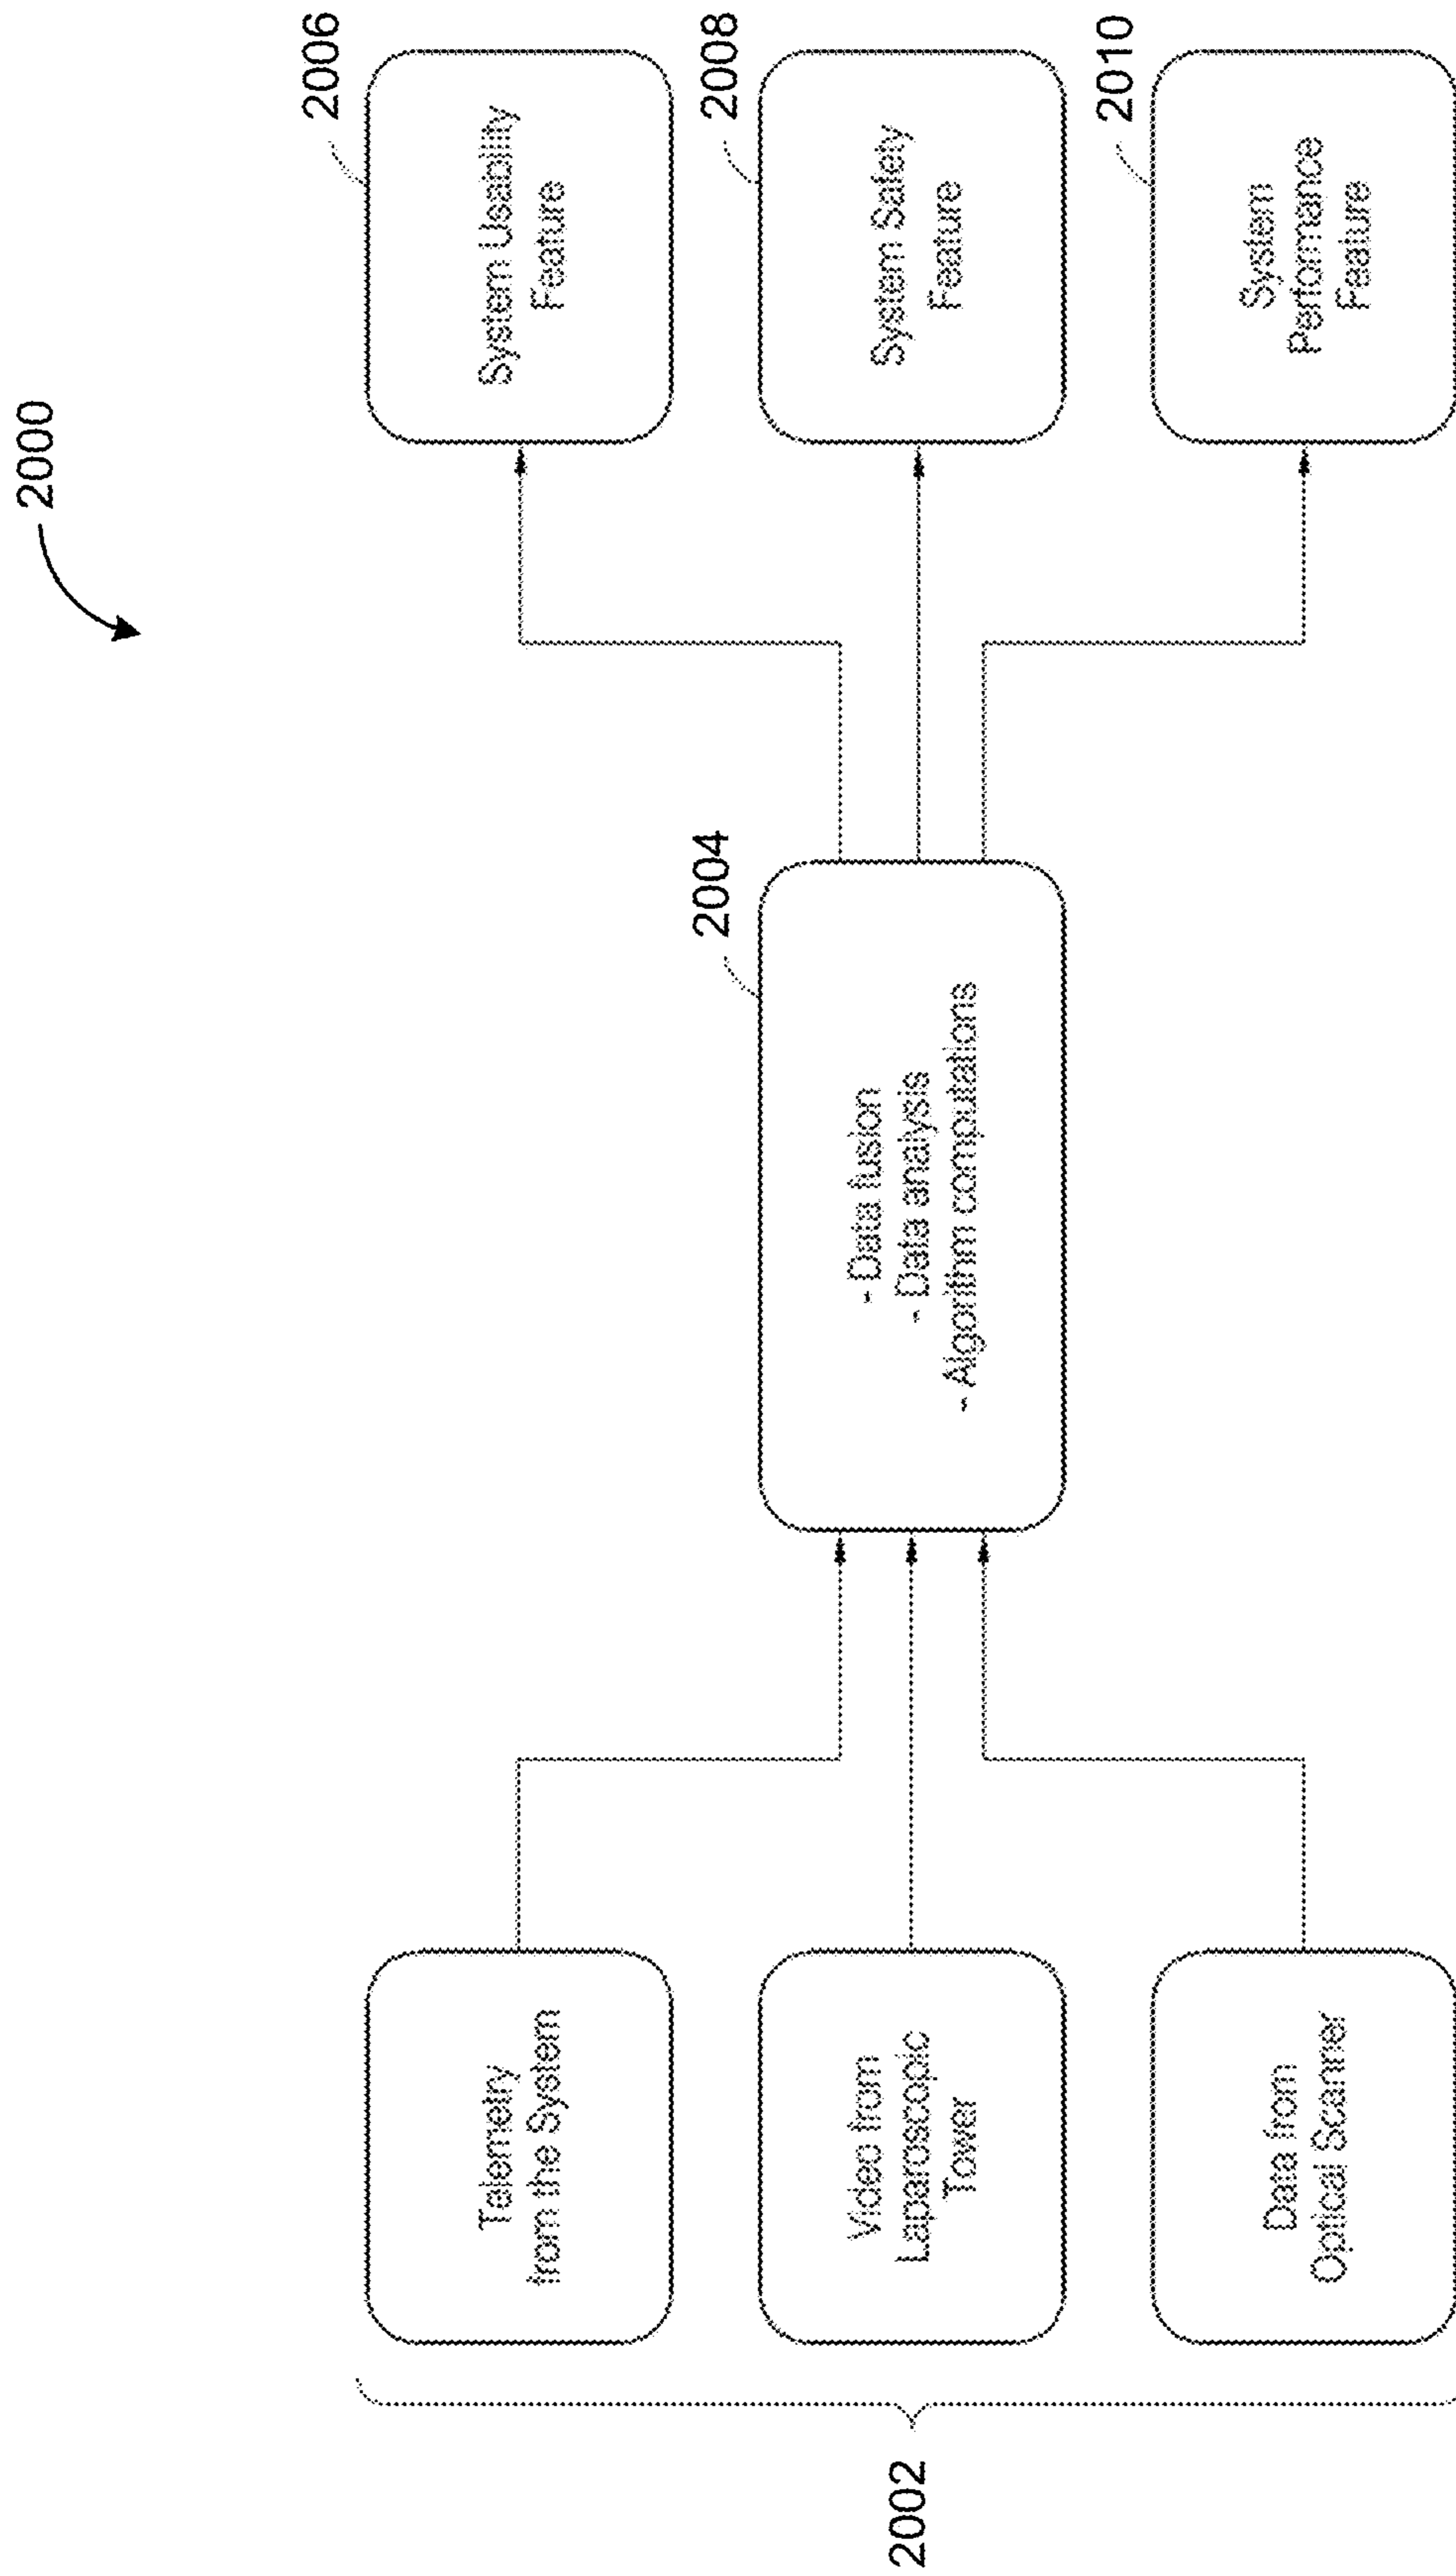 2000
2002
Telemetry
from the System
Video from
Laparoscopic
Tower
Data from
Optical Scanner
2004
- Data fusion
- Data analysis
- Algorithm computations
2006
System Usability
Feature
2008
System Safety
Feature
2010
System
Performance
Feature